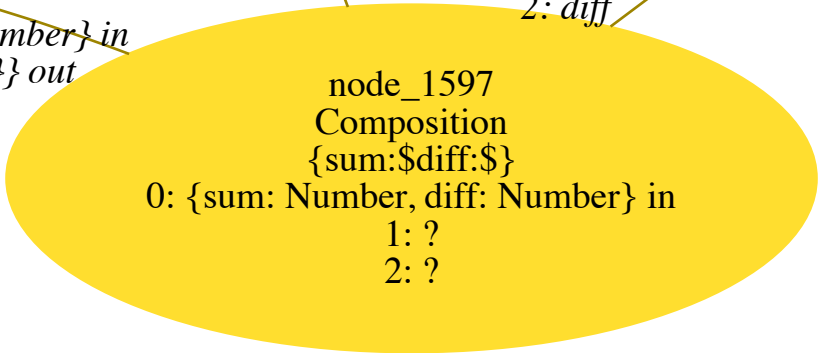 2: diff
mber} in
}} out
node_1597
Composition
{sum:$diff:$}
0: {sum: Number, diff: Number} in
1: ?
2: ?